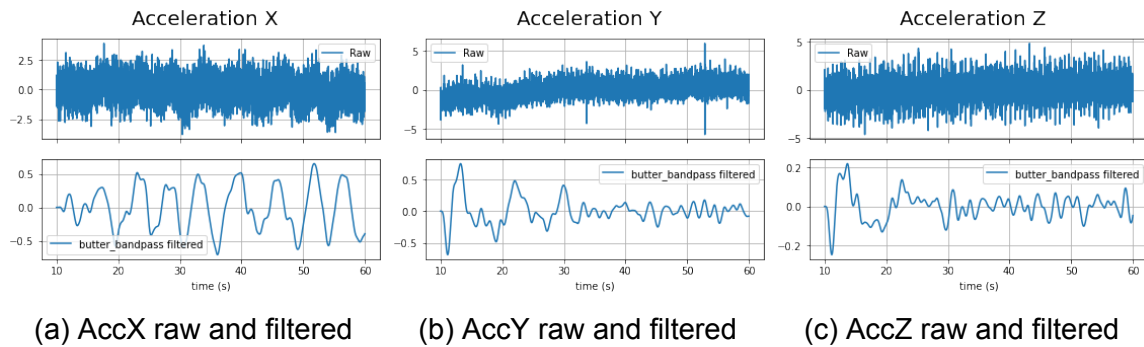 Acceleration X
2.5
0.0
−2.5
Raw
0.5
0.0
−0.5
butter_bandpass filtered
10 20 30 40 50 60
time (s)
(a) AccX raw and filtered
Acceleration Y
5
0
−5
Raw
0.5
0.0
−0.5
butter_bandpass filtered
10 20 30 40 50 60
time (s)
(b) AccY raw and filtered
Acceleration Z
5
0
−5
Raw
0.2
0.0
−0.2
butter_bandpass filtered
10 20 30 40 50 60
time (s)
(c) AccZ raw and filtered